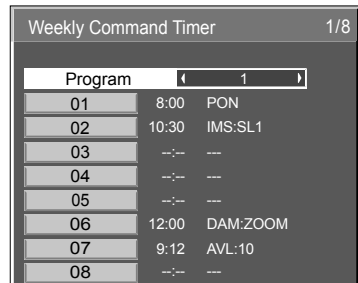 Weekly Command Timer 1/8
Program 1
01 8:00 PON
02 10:30 IMS:SL1
03 --:-- ---
04 --:-- ---
05 --:-- ---
06 12:00 DAM:ZOOM
07 9:12 AVL:10
08 --:-- ---